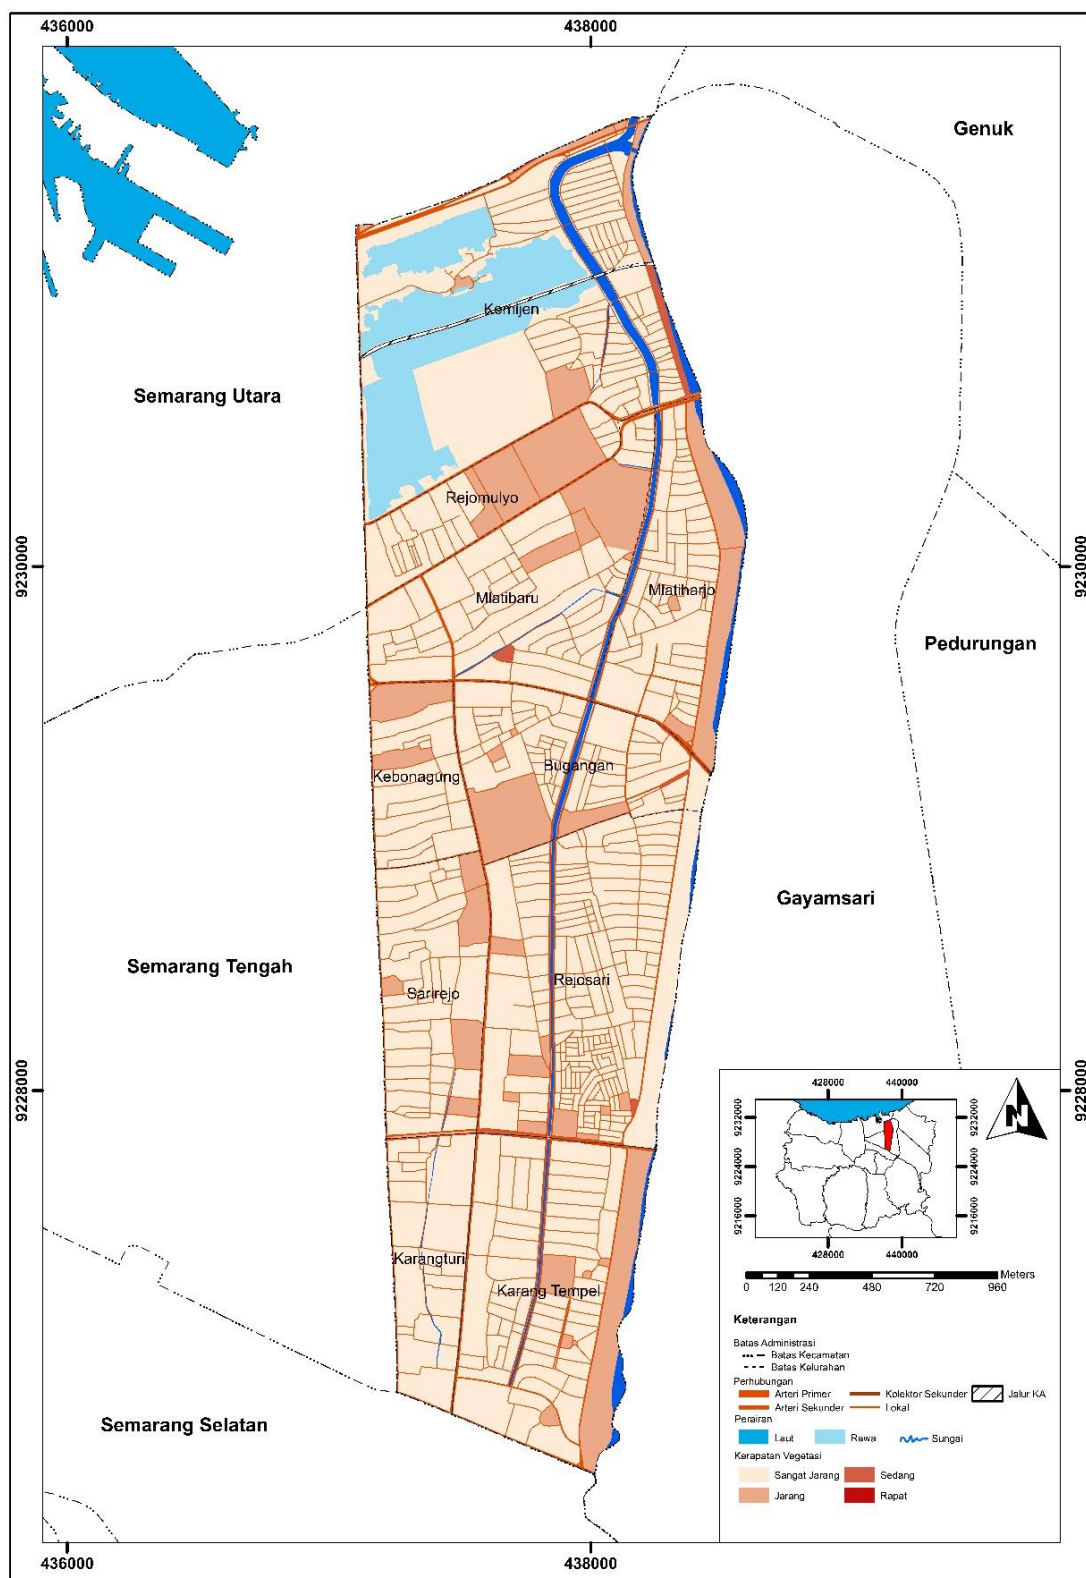 436000 438000
Genuk
Kemijen
Semarang Utara
Rejomulyo
9230000 9230000
Mlatibaru Mlatiharjo
Pedurungan
Bugangan
Kebonagung
Gayamsari
Semarang Tengah
Rejosari
Sarirejo
9228000 9228000
428000 440000
N
9232000 9232000
9224000 9224000
9216000 9216000
428000 440000
Karangturi
Karang Tempel
Meters
0 120 240 480 720 960
Keterangan
Batas Administrasi
Batas Kecamatan
Batas Kelurahan
Perhubungan
Arteri Primer Kolektor Sekunder Jalur KA
Arteri Sekunder Lokal
Perairan
Laut Rawa Sungai
Kerapatan Vegetasi
Sangat Jarang Sedang
Jarang Rapat
Semarang Selatan
436000 438000